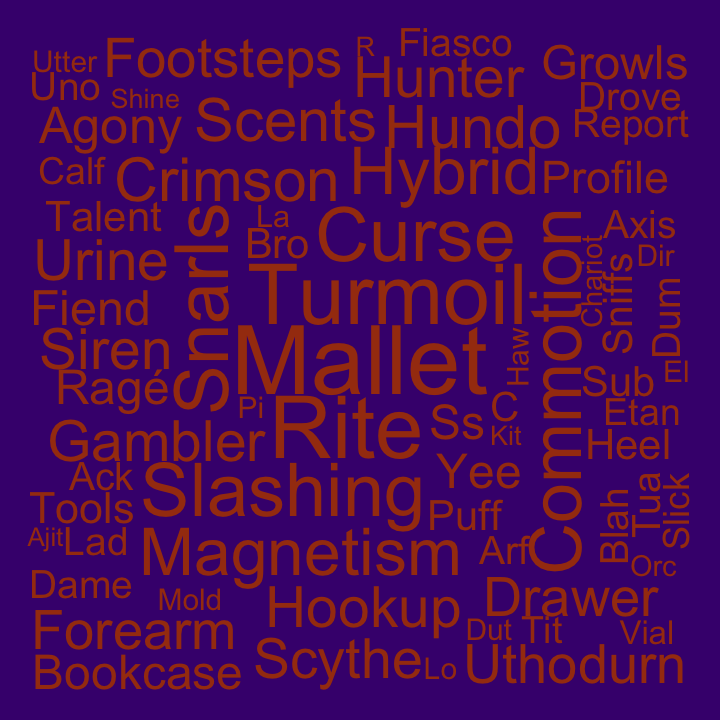 Utter
Footsteps
R
Fiasco
Growls
Uno
Shine
Hunter
Drove
Agony
Scents
Hundo
Report
Calf
Crimson
Hybrid
Profile
Talent
La
Curse
Axis
Urine
Bro
Snarls
Commotion
Chariot
Sniffs
Dir
Fiend
Turmoil
Dum
Siren
Mallet
Haw
El
Ragé
Sub
Pi
Rite
Ss
C
Etan
Gambler
Kit
Heel
Ack
Slashing
Yee
Tools
Puff
Blah
Tua
Slick
Ajit
Lad
Magnetism
Arf
Orc
Dame
Mold
Hookup
Drawer
Forearm
Dut
Tit
Vial
Bookcase
Scythe
Lo
Uthodurn